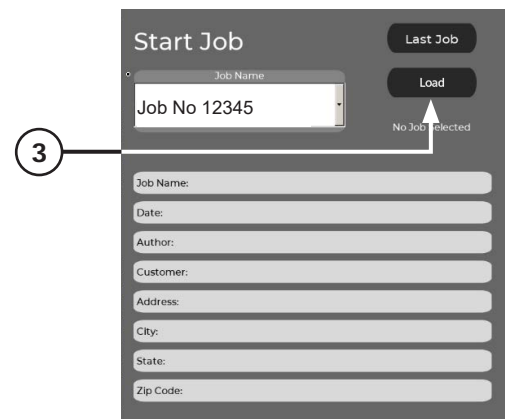 Start Job
Last Job
Job Name
Load
Job No 12345
No Job Selected
3
Job Name:
Date:
Author:
Customer:
Address:
City:
State:
Zip Code: